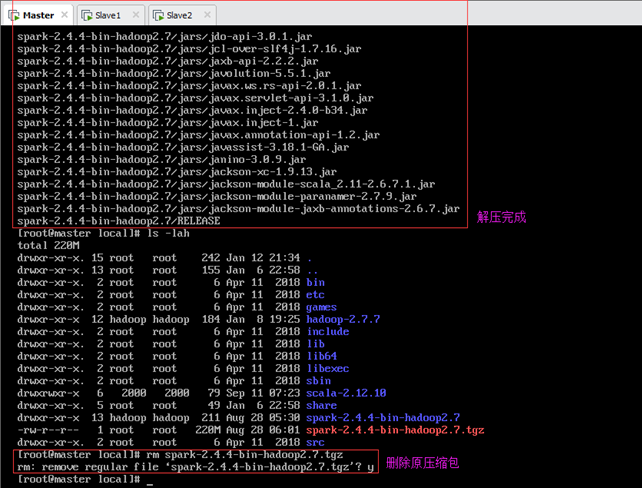 Master × Slave1 × Slave2 ×
spark-2.4.4-bin-hadoop2.7/jars/jdo-api-3.0.1.jar
spark-2.4.4-bin-hadoop2.7/jars/jcl-over-slf4j-1.7.16.jar
spark-2.4.4-bin-hadoop2.7/jars/jaxb-api-2.2.2.jar
spark-2.4.4-bin-hadoop2.7/jars/javolution-5.5.1.jar
spark-2.4.4-bin-hadoop2.7/jars/javax.ws.rs-api-2.0.1.jar
spark-2.4.4-bin-hadoop2.7/jars/javax.servlet-api-3.1.0.jar
spark-2.4.4-bin-hadoop2.7/jars/javax.inject-2.4.0-b34.jar
spark-2.4.4-bin-hadoop2.7/jars/javax.inject-1.jar
spark-2.4.4-bin-hadoop2.7/jars/javax.annotation-api-1.2.jar
spark-2.4.4-bin-hadoop2.7/jars/javassist-3.18.1-GA.jar
spark-2.4.4-bin-hadoop2.7/jars/janino-3.0.9.jar
spark-2.4.4-bin-hadoop2.7/jars/jackson-xc-1.9.13.jar
spark-2.4.4-bin-hadoop2.7/jars/jackson-module-scala_2.11-2.6.7.1.jar
spark-2.4.4-bin-hadoop2.7/jars/jackson-module-paranamer-2.7.9.jar
spark-2.4.4-bin-hadoop2.7/jars/jackson-module-jaxb-annotations-2.6.7.jar
spark-2.4.4-bin-hadoop2.7/RELEASE
解压完成
[root@master local]# ls -lah
total 220M
drwxr-xr-x. 15 root root 242 Jan 12 21:34 .
drwxr-xr-x. 13 root root 155 Jan 6 22:58 ..
drwxr-xr-x. 2 root root 6 Apr 11 2018 bin
drwxr-xr-x. 2 root root 6 Apr 11 2018 etc
drwxr-xr-x. 2 root root 6 Apr 11 2018 games
drwxr-xr-x 12 hadoop hadoop 184 Jan 8 19:25 hadoop-2.7.7
drwxr-xr-x. 2 root root 6 Apr 11 2018 include
drwxr-xr-x. 2 root root 6 Apr 11 2018 lib
drwxr-xr-x. 2 root root 6 Apr 11 2018 lib64
drwxr-xr-x. 2 root root 6 Apr 11 2018 libexec
drwxr-xr-x. 2 root root 6 Apr 11 2018 sbin
drwxrwxr-x 6 2000 2000 79 Sep 11 07:23 scala-2.12.10
drwxr-xr-x. 5 root root 49 Jan 6 22:58 share
drwxr-xr-x 13 hadoop hadoop 211 Aug 28 05:30 spark-2.4.4-bin-hadoop2.7
-rw-r--r-- 1 root root 220M Aug 28 06:01 spark-2.4.4-bin-hadoop2.7.tgz
drwxr-xr-x. 2 root root 6 Apr 11 2018 src
[root@master local]# rm spark-2.4.4-bin-hadoop2.7.tgz
rm: remove regular file ‘spark-2.4.4-bin-hadoop2.7.tgz’? y
删除原压缩包
[root@master local]# _